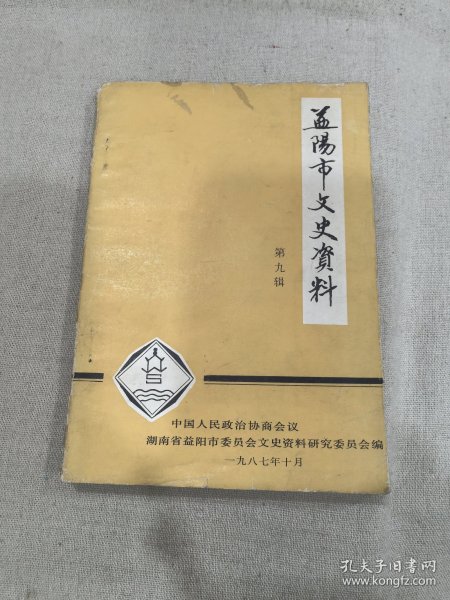 益陽市文史資料
第九辑
中国人民政治协商会议
湖南省益阳市委员会文史资料研究委员会编
一九八七年十月
孔夫子旧书网
www.kongfz.com